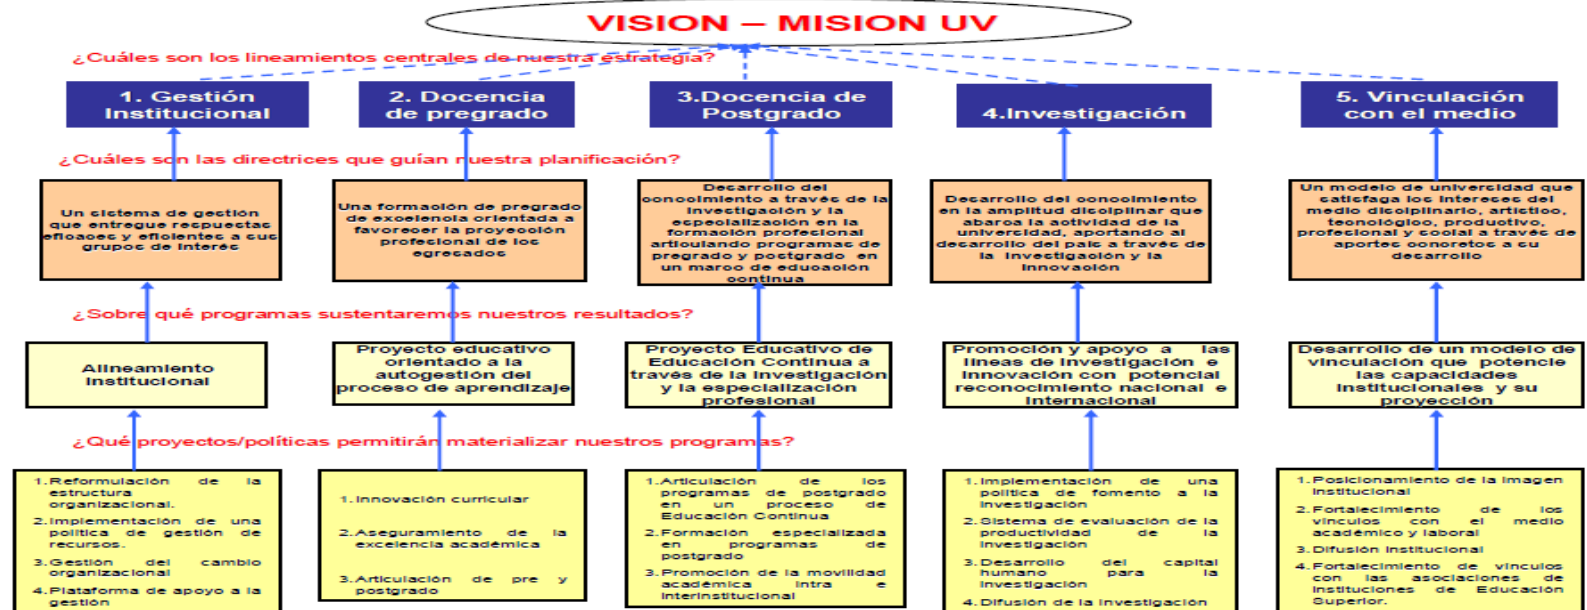 VISION – MISION UV
¿Cuáles son los lineamientos centrales de nuestra estrategia?
1. Gestión
Institucional
2. Docencia
de pregrado
3.Docencia de
Postgrado
4.Investigación
5. Vinculación
con el medio
¿Cuáles son las directrices que guían nuestra planificación?
Un sistema de gestión
que entregue respuestas
eficaces y eficientes a sus
grupos de interés
Una formación de pregrado
de excelencia orientada a
favorecer la proyección
profesional de los
egresados
Desarrollo del
conocimiento a través de la
investigación y la
especialización en la
formación profesional
articulando programas de
pregrado y postgrado en
un marco de educación
continua
Desarrollo del conocimiento
en la amplitud disciplinar que
abarca la actividad de la
universidad, aportando al
desarrollo del país a través de
la investigación y la
innovación
Un modelo de universidad que
satisfaga los intereses del
medio disciplinario, artístico,
tecnológico, productivo,
profesional y social a través de
aportes concretos a su
desarrollo
¿Sobre qué programas sustentaremos nuestros resultados?
Alineamiento
Institucional
Proyecto educativo
orientado a la
autogestión del
proceso de aprendizaje
Proyecto Educativo de
Educación Continua a
través de la investigación
y la especialización
profesional
Promoción y apoyo a las
líneas de investigación e
innovación con potencial
reconocimiento nacional e
internacional
Desarrollo de un modelo de
vinculación que potencie
las capacidades
institucionales y su
proyección
¿Qué proyectos/políticas permitirán materializar nuestros programas?
1.Reformulación de la
estructura
organizacional.
2.Implementación de una
política de gestión de
recursos.
3.Gestión del cambio
organizacional
4.Plataforma de apoyo a la
gestión
1.Innovación curricular
2.Aseguramiento de la
excelencia académica
3.Articulación de pre y
postgrado
1.Articulación de los
programas de postgrado
en un proceso de
Educación Continua
2.Formación especializada
en programas de
postgrado
3.Promoción de la movilidad
académica intra e
interinstitucional
1.Implementación de una
política de fomento a la
investigación
2.Sistema de evaluación de la
productividad de la
investigación
3.Desarrollo del capital
humano para la
investigación
4.Difusión de la investigación
1.Posicionamiento de la imagen
institucional
2.Fortalecimiento de los
vínculos con el medio
académico y laboral
3.Difusión institucional
4.Fortalecimiento de vínculos
con las asociaciones de
instituciones de Educación
Superior.